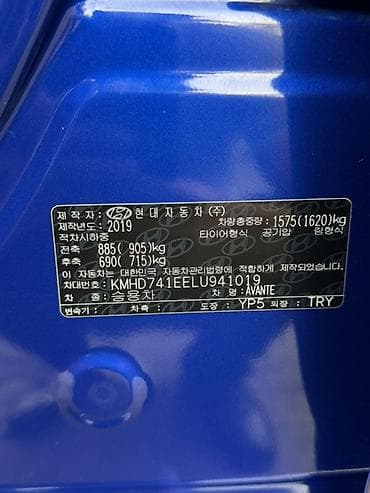 제 작 자 : 현대자동차(주)
제작년도: 2019 차량총중량: 1575(1620)kg
적차시하중 타이어형식 공기압 림형식
전축 885( 905)kg
후축 690( 715)kg
이 자동차는 대한민국 자동차관리법령에 적합하게 제작되었습니다.
차대번호: KMHD741EELU941019
차종: 승용차 차명: AVANTE
변속기: 차축: 도장: YP5 의장: TRY